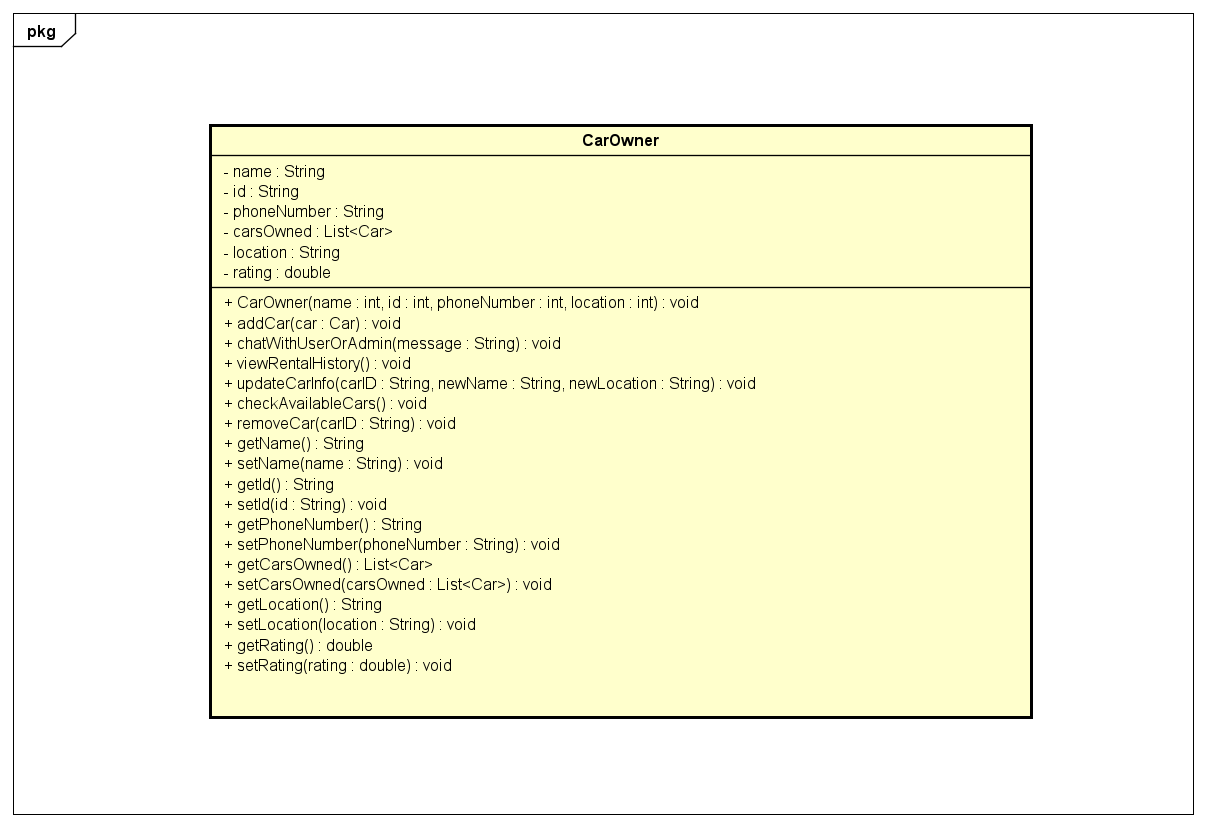 pkg
CarOwner
- name : String
- id : String
- phoneNumber : String
- carsOwned : List<Car>
- location : String
- rating : double
+ CarOwner(name : int, id : int, phoneNumber : int, location : int) : void
+ addCar(car : Car) : void
+ chatWithUserOrAdmin(message : String) : void
+ viewRentalHistory() : void
+ updateCarInfo(carID : String, newName : String, newLocation : String) : void
+ checkAvailableCars() : void
+ removeCar(carID : String) : void
+ getName() : String
+ setName(name : String) : void
+ getId() : String
+ setId(id : String) : void
+ getPhoneNumber() : String
+ setPhoneNumber(phoneNumber : String) : void
+ getCarsOwned() : List<Car>
+ setCarsOwned(carsOwned : List<Car>) : void
+ getLocation() : String
+ setLocation(location : String) : void
+ getRating() : double
+ setRating(rating : double) : void